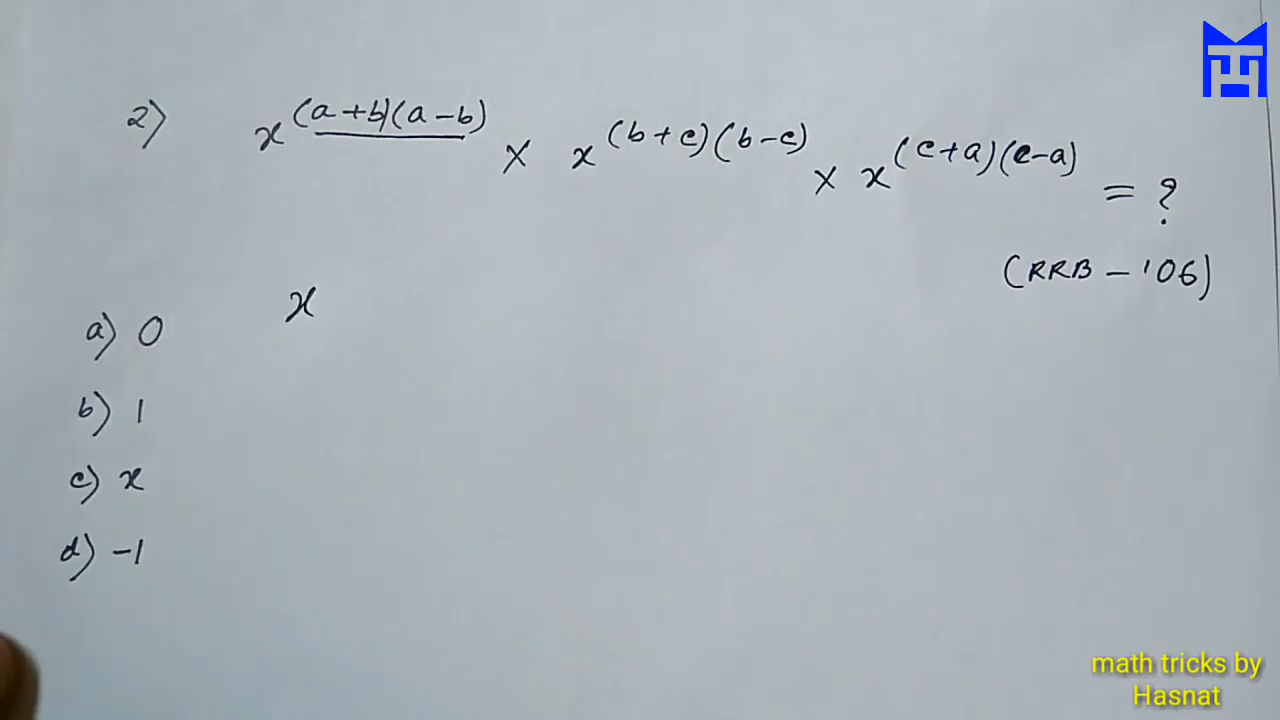 2) x^(a+b)(a-b) × x^(b+c)(b-c) × x^(c+a)(c-a) = ?
(RRB - '06)
x
a) 0
b) 1
c) x
d) -1
math tricks by
Hasnat